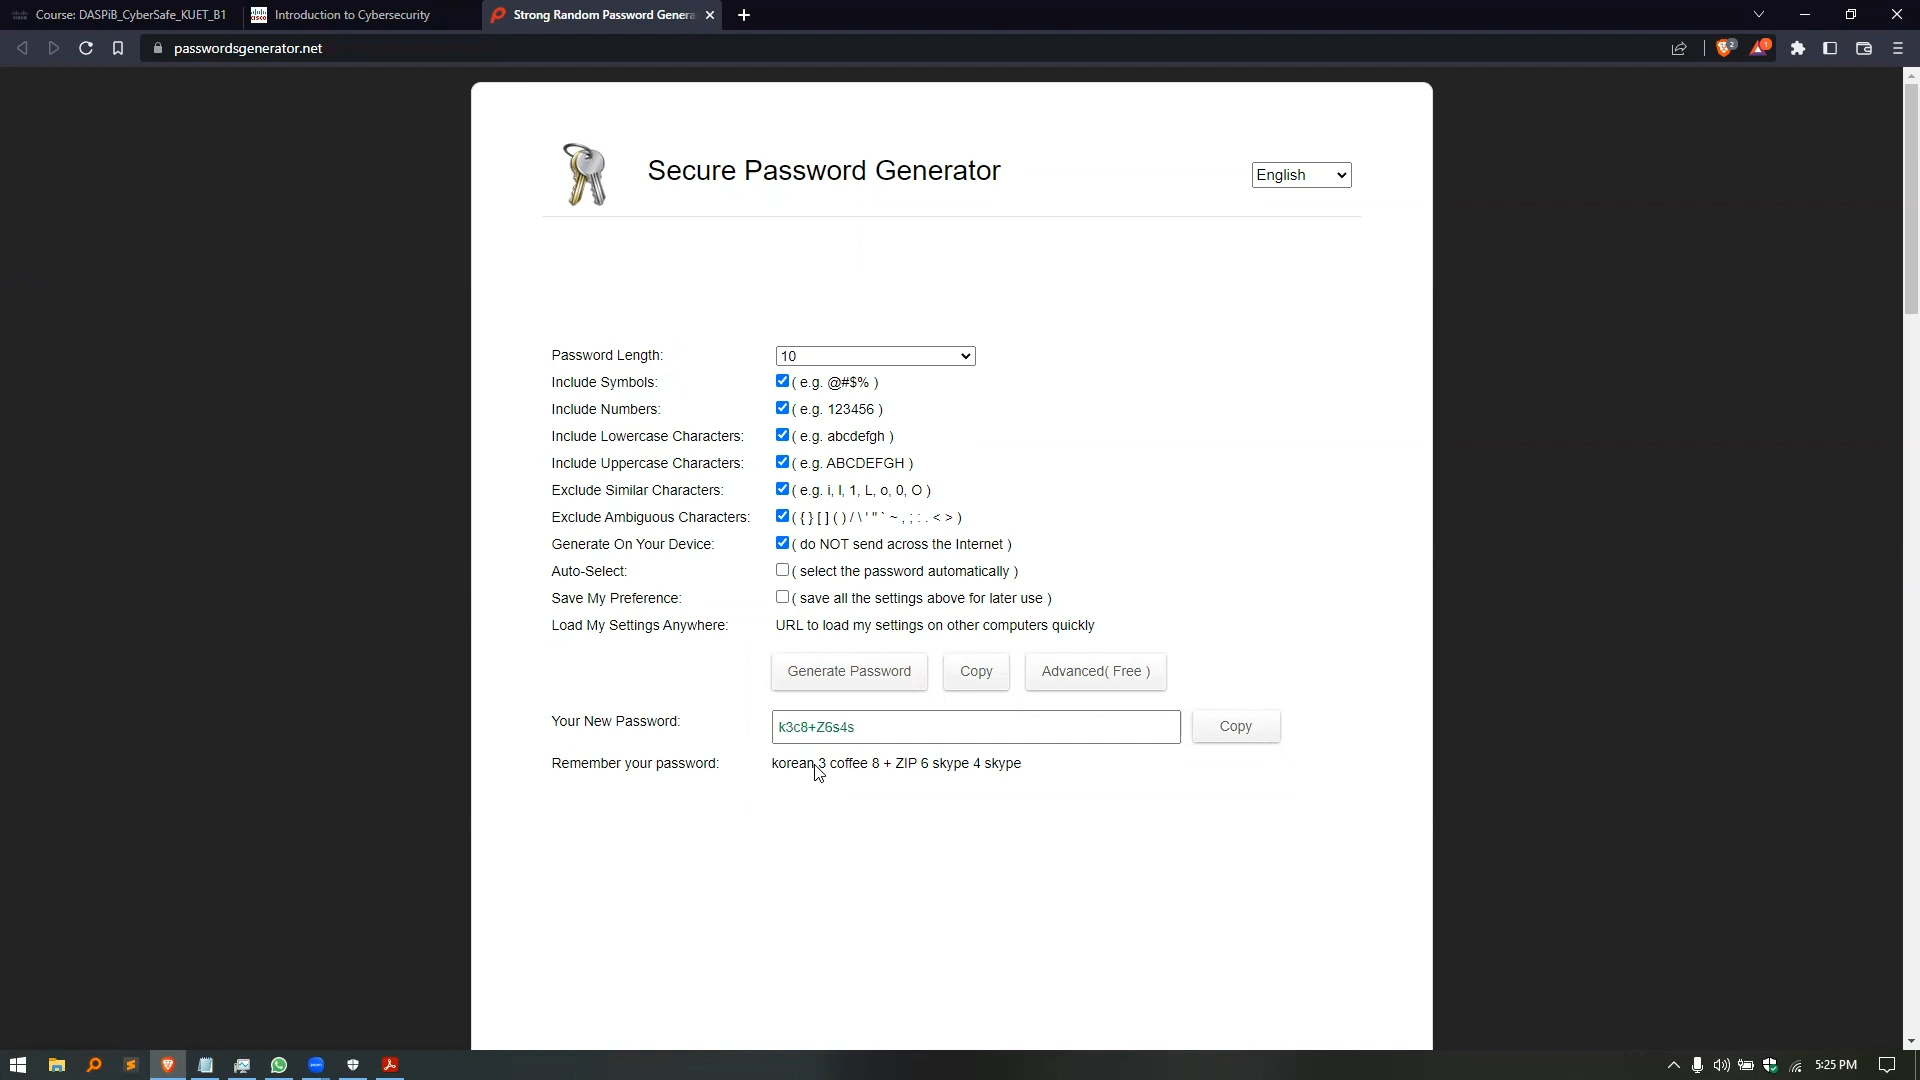 Course: DASPiB_CyberSafe_KUET_B1
CISCO
Introduction to Cybersecurity
Strong Random Password Genera
passwordsgenerator.net
2
1
Secure Password Generator
English
Password Length: 10
Include Symbols: ( e.g. @#$% )
Include Numbers: ( e.g. 123456 )
Include Lowercase Characters: ( e.g. abcdefgh )
Include Uppercase Characters: ( e.g. ABCDEFGH )
Exclude Similar Characters: ( e.g. i, l, 1, L, o, 0, O )
Exclude Ambiguous Characters: ( { } [ ] ( ) / \ ' " ` ~ , ; : . < > )
Generate On Your Device: ( do NOT send across the Internet )
Auto-Select: ( select the password automatically )
Save My Preference: ( save all the settings above for later use )
Load My Settings Anywhere: URL to load my settings on other computers quickly
Generate Password Copy Advanced( Free )
Your New Password: k3c8+Z6s4s Copy
Remember your password: korean 3 coffee 8 + ZIP 6 skype 4 skype
5:25 PM